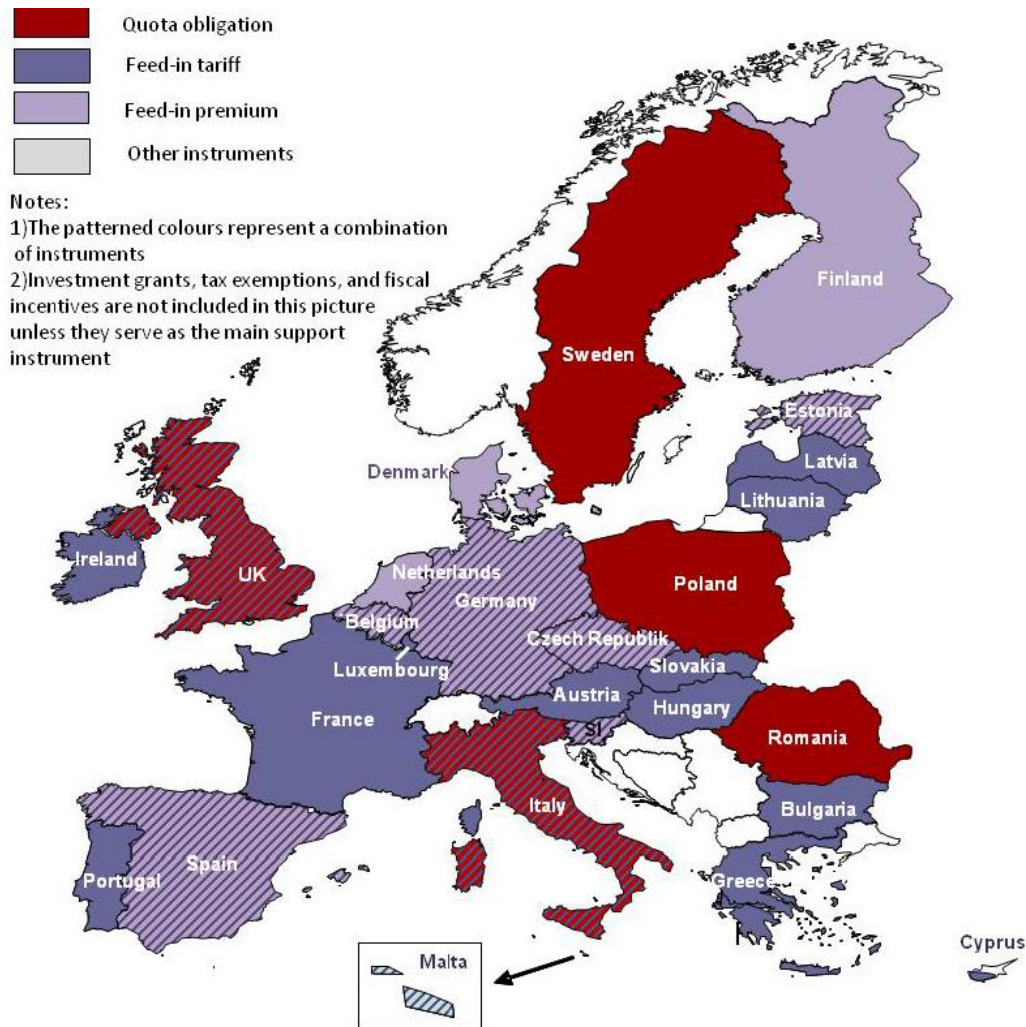 Quota obligation
Feed-in tariff
Feed-in premium
Other instruments
Notes:
1)The patterned colours represent a combination
of instruments
2)Investment grants, tax exemptions, and fiscal
incentives are not included in this picture
unless they serve as the main support
instrument
Finland
Sweden
Estonia
Latvia
Denmark
Lithuania
Ireland
UK
Netherlands
Germany
Poland
Belgium
Czech Republik
Luxembourg
Slovakia
Austria
Hungary
France
SI
Romania
Italy
Bulgaria
Spain
Portugal
Greece
Cyprus
Malta